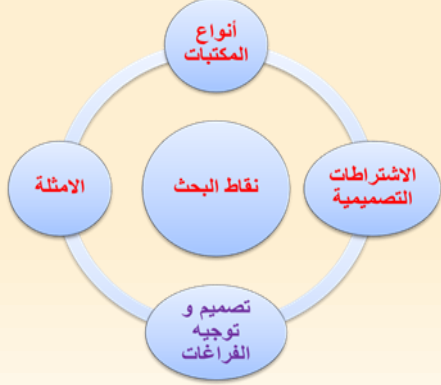 أنواع
المكتبات
الاشتراطات
التصميمية
نقاط البحث
الامثلة
تصميم و
توجيه
الفراغات